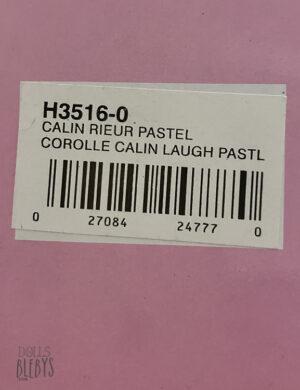 H3516-0
CALIN RIEUR PASTEL
COROLLE CALIN LAUGH PASTL
0 27084 24777 0
DOLLS
BLEBYS